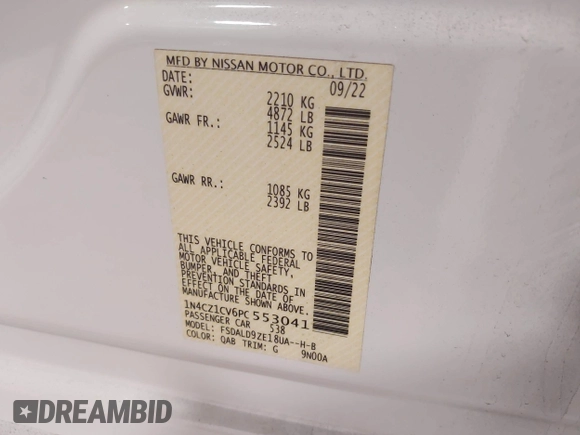 MFD BY NISSAN MOTOR CO., LTD.
DATE: 09/22
GVWR: 2210 KG
4872 LB
GAWR FR.: 1145 KG
2524 LB
GAWR RR.: 1085 KG
2392 LB
THIS VEHICLE CONFORMS TO
ALL APPLICABLE FEDERAL
MOTOR VEHICLE SAFETY,
BUMPER, AND THEFT
PREVENTION STANDARDS IN
EFFECT ON THE DATE OF
MANUFACTURE SHOWN ABOVE.
1N4CZ1CV6PC 553041
PASSENGER CAR 538
MODEL: FSDALD9ZE18UA--H-B
COLOR: QAB TRIM: G 9N00A
DREAMBID